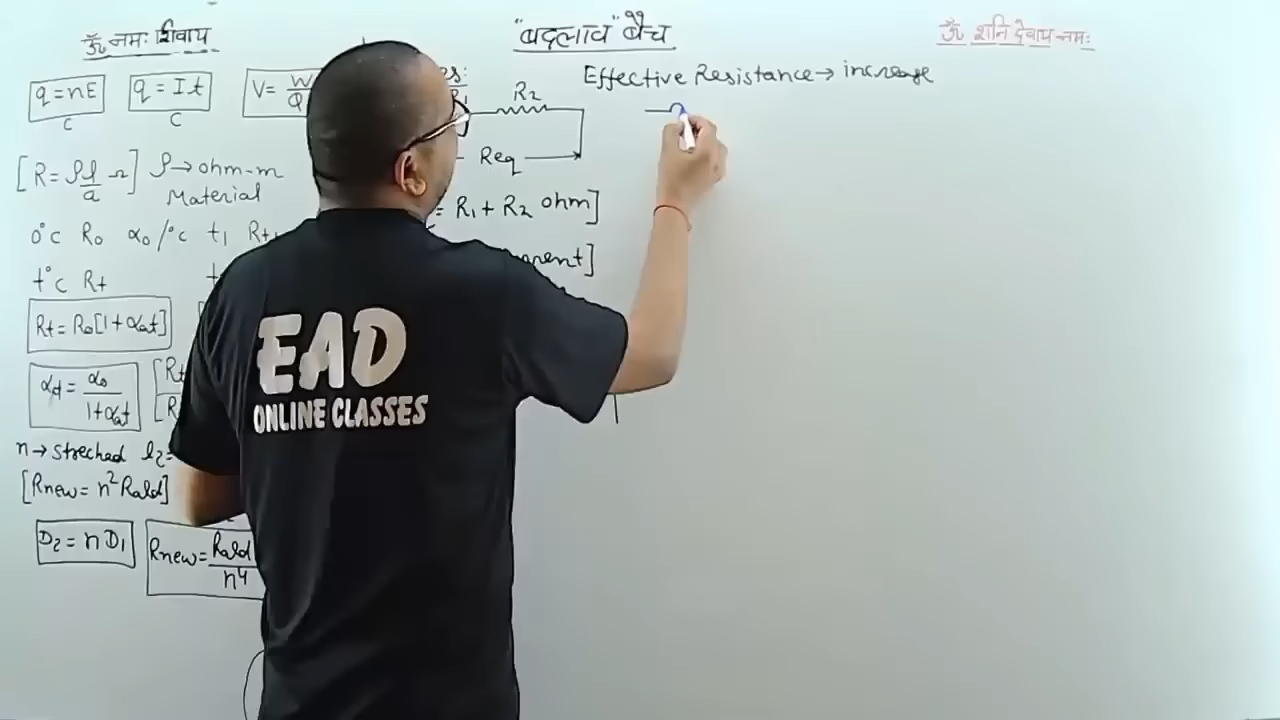 ॐ नमः शिवाय
"बदलाव" बैच
ॐ शनि देवाय नमः
q=nE
C
q=It
C
V=W/Q
Effective Resistance→ increase
R₂
R₁
Req
[R=ρl/a Ω] ρ→ohm-m
Material
= R₁+R₂ ohm]
0°C R₀ α₀/°C t₁
t°C Rt
Rt=R₀[1+α₀t]
αt=α₀/1+α₀t
n→streched l₂=
[Rnew=n²Rold]
D₂=nD₁
Rnew=Rold/n⁴
EAD
ONLINE CLASSES